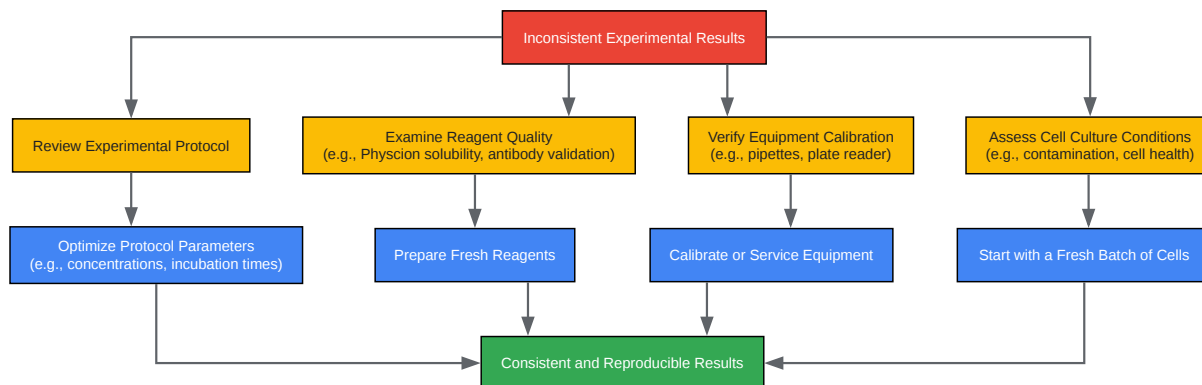 Inconsistent Experimental Results
Review Experimental Protocol
Examine Reagent Quality
(e.g., Physcion solubility, antibody validation)
Verify Equipment Calibration
(e.g., pipettes, plate reader)
Assess Cell Culture Conditions
(e.g., contamination, cell health)
Optimize Protocol Parameters
(e.g., concentrations, incubation times)
Prepare Fresh Reagents
Calibrate or Service Equipment
Start with a Fresh Batch of Cells
Consistent and Reproducible Results